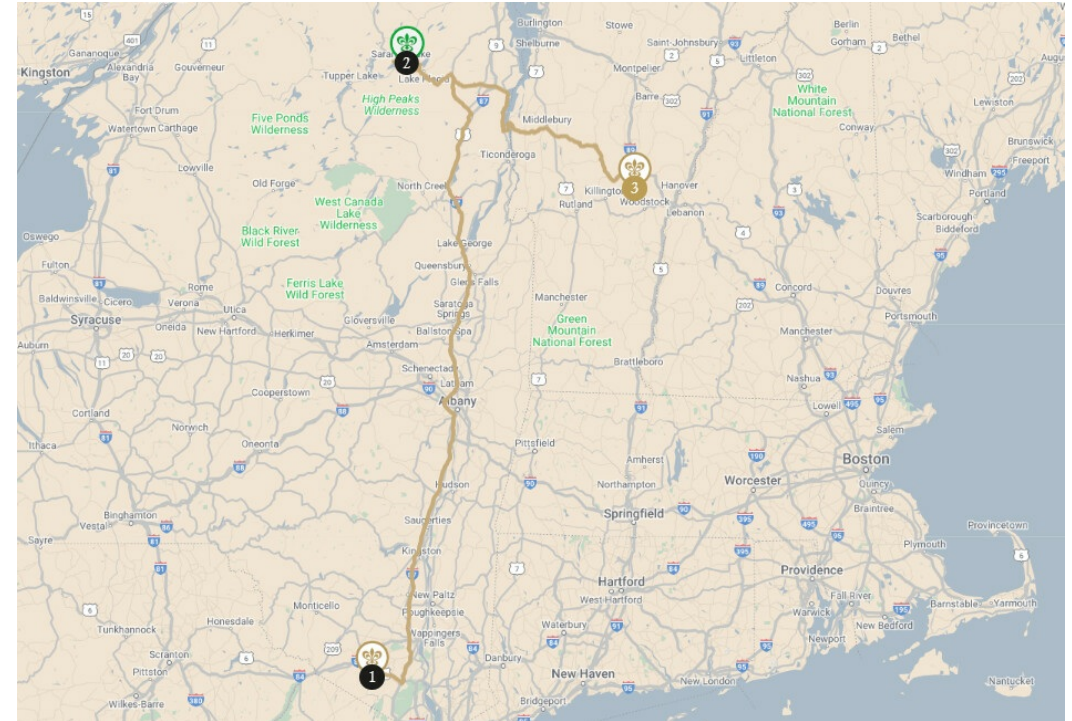 Burlington
Stowe
Berlin
Gorham
Bethel
Shelburne
Saint-Johnsbury
Littleton
Gananoque
Alexandria
Bay
Gouverneur
Kingston
Tupper Lake
Montpelier
Barre
White
Mountain
National Forest
Lewiston
High Peaks
Wilderness
Fort Drum
Watertown
Carthage
Five Ponds
Wilderness
Middlebury
Conway
Brunswick
Freeport
Windham
Portland
Lowville
Ticonderoga
Old Forge
North Creek
Killington
Hanover
Woodstock
Rutland
Lebanon
West Canada
Lake
Wilderness
Scarborough
Biddeford
Oswego
Black River
Wild Forest
Lake George
Fulton
Queensbury
Glens Falls
Ferris Lake
Wild Forest
Baldwinsville
Cicero
Verona
Rome
Utica
Manchester
Concord
Douvres
Portsmouth
Syracuse
Oneida
New Hartford
Herkimer
Gloversville
Saratoga
Springs
Ballston Spa
Green
Mountain
National Forest
Manchester
Auburn
Amsterdam
Schenectady
Latham
Albany
Brattleboro
Nashua
Lowell
Salem
Cooperstown
Cortland
Norwich
Ithaca
Oneonta
Pittsfield
Amherst
Northampton
Worcester
Boston
Quincy
Braintree
Hudson
Springfield
Binghamton
Vestal
Sayre
Saugerties
Kingston
Provincetown
Plymouth
Hartford
West Hartford
Providence
New Paltz
Poughkeepsie
Monticello
Honesdale
Tunkhannock
Wappingers
Falls
Waterbury
Warwick
Fall River
New Bedford
Newport
Barnstable
Yarmouth
Scranton
Pittston
Wilkes-Barre
Danbury
New Haven
New London
Bridgeport
Nantucket
1
2
3